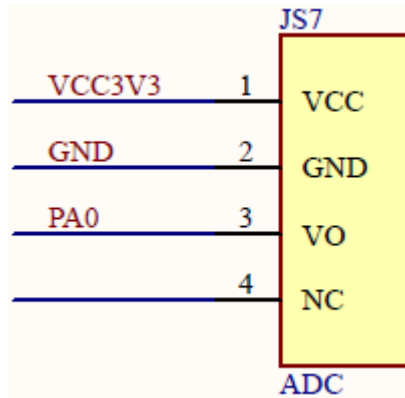 JS7
VCC3V3 1 VCC
GND 2 GND
PA0 3 VO
4 NC
ADC